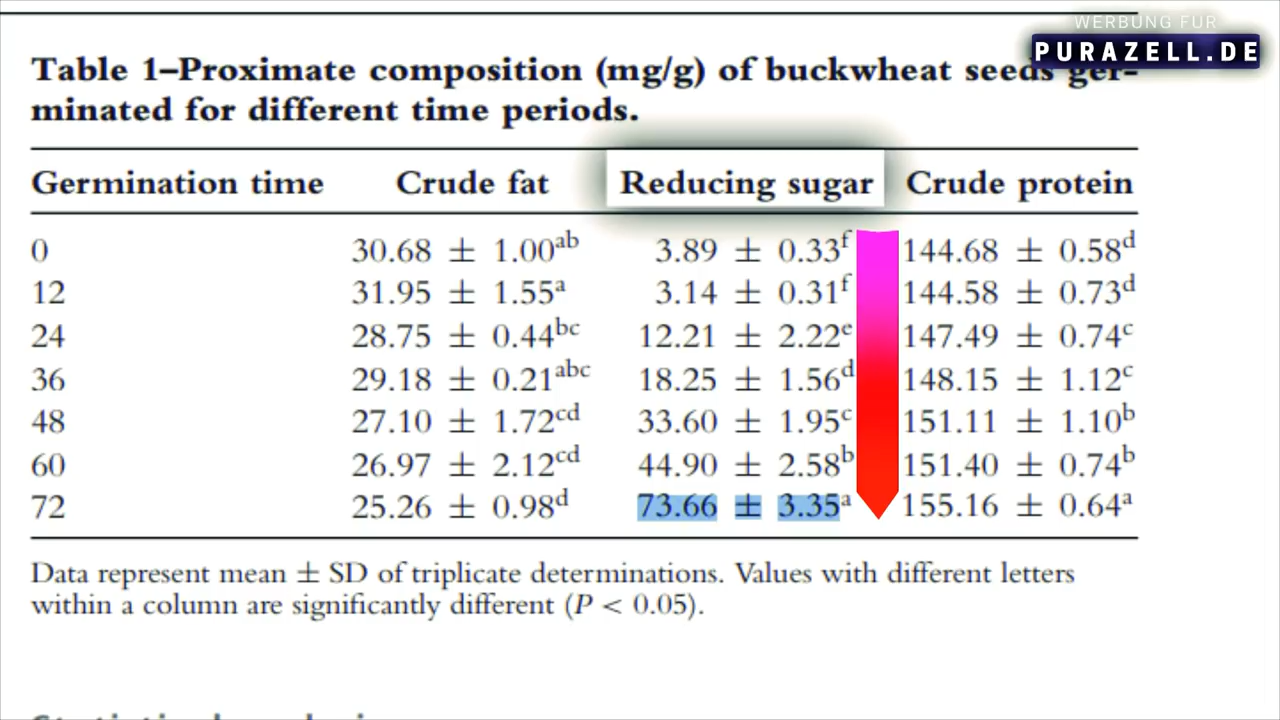 WERBUNG FÜR
PURAZELL.DE
Table 1–Proximate composition (mg/g) of buckwheat seeds ger-
minated for different time periods.
Germination time Crude fat Reducing sugar Crude protein
0 30.68 ± 1.00ab 3.89 ± 0.33f 144.68 ± 0.58d
12 31.95 ± 1.55a 3.14 ± 0.31f 144.58 ± 0.73d
24 28.75 ± 0.44bc 12.21 ± 2.22e 147.49 ± 0.74c
36 29.18 ± 0.21abc 18.25 ± 1.56d 148.15 ± 1.12c
48 27.10 ± 1.72cd 33.60 ± 1.95c 151.11 ± 1.10b
60 26.97 ± 2.12cd 44.90 ± 2.58b 151.40 ± 0.74b
72 25.26 ± 0.98d 73.66 ± 3.35a 155.16 ± 0.64a
Data represent mean ± SD of triplicate determinations. Values with different letters
within a column are significantly different (P < 0.05).